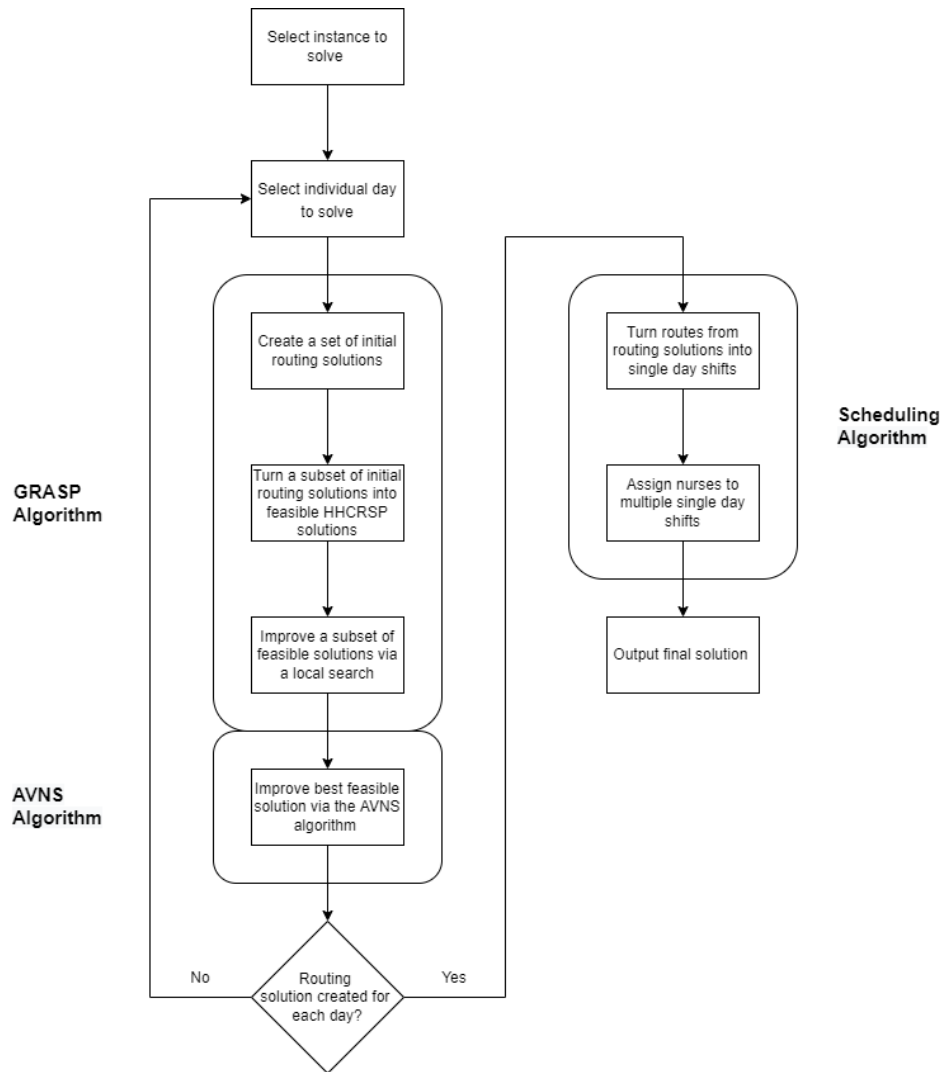 Select instance to
solve
Select individual day
to solve
Create a set of initial
routing solutions
Turn a subset of initial
routing solutions into
feasible HHCRSP
solutions
GRASP
Algorithm
Improve a subset of
feasible solutions via
a local search
Improve best feasible
solution via the AVNS
algorithm
AVNS
Algorithm
No
Routing
solution created for
each day?
Yes
Turn routes from
routing solutions into
single day shifts
Scheduling
Algorithm
Assign nurses to
multiple single day
shifts
Output final solution